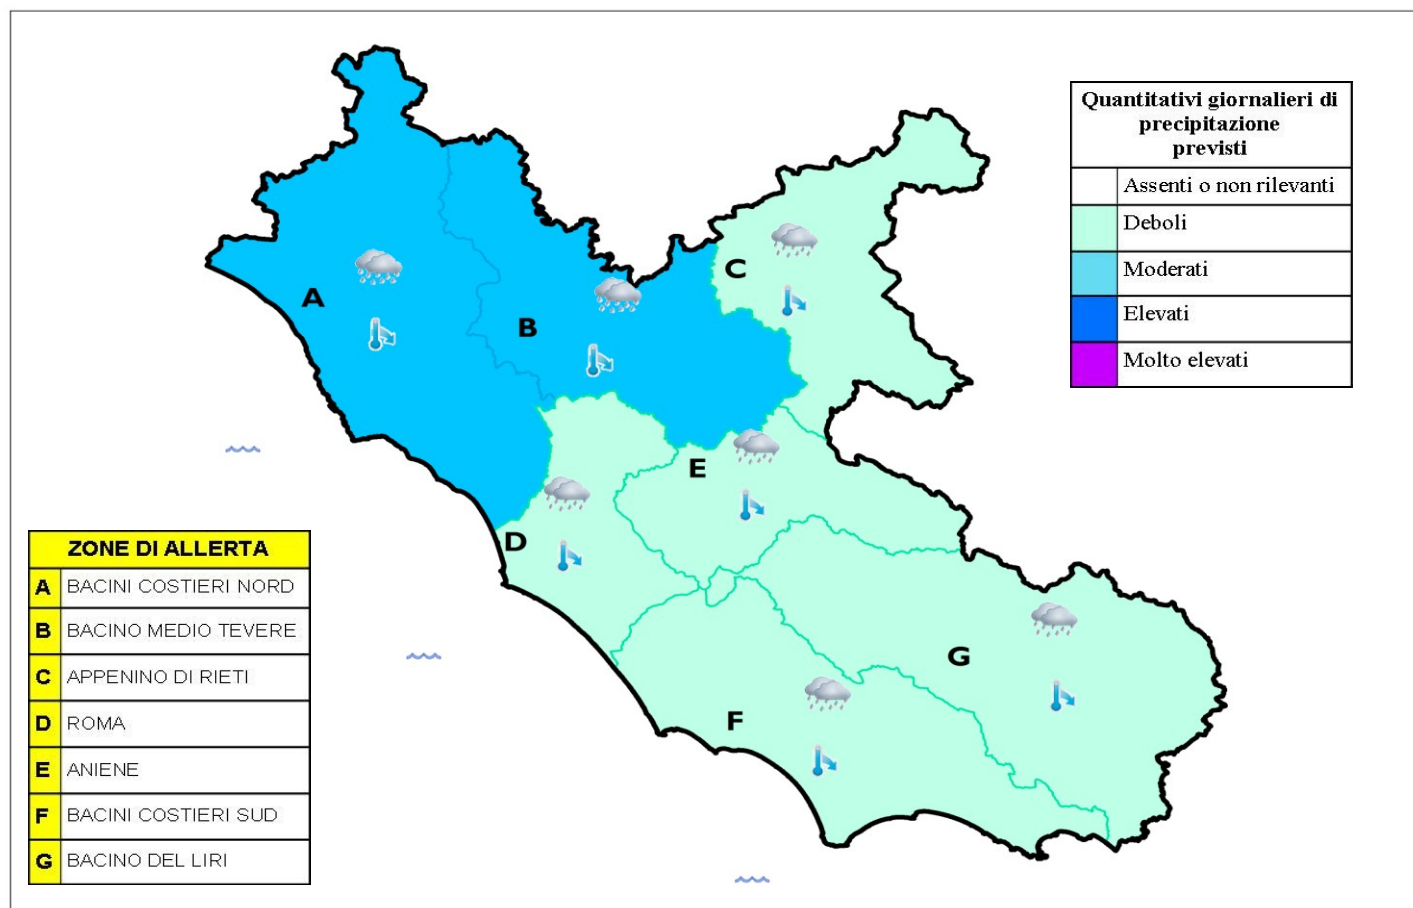 Quantitativi giornalieri di
precipitazione
previsti
Assenti o non rilevanti
Deboli
Moderati
Elevati
Molto elevati
A
B
C
D
E
F
G
ZONE DI ALLERTA
A BACINI COSTIERI NORD
B BACINO MEDIO TEVERE
C APPENINO DI RIETI
D ROMA
E ANIENE
F BACINI COSTIERI SUD
G BACINO DEL LIRI